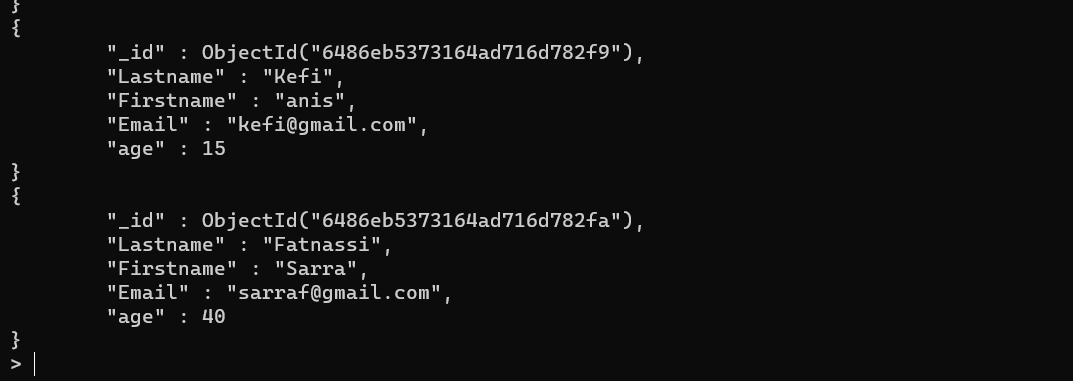 }
{
"_id" : ObjectId("6486eb5373164ad716d782f9"),
"Lastname" : "Kefi",
"Firstname" : "anis",
"Email" : "kefi@gmail.com",
"age" : 15
}
{
"_id" : ObjectId("6486eb5373164ad716d782fa"),
"Lastname" : "Fatnassi",
"Firstname" : "Sarra",
"Email" : "sarraf@gmail.com",
"age" : 40
}
>